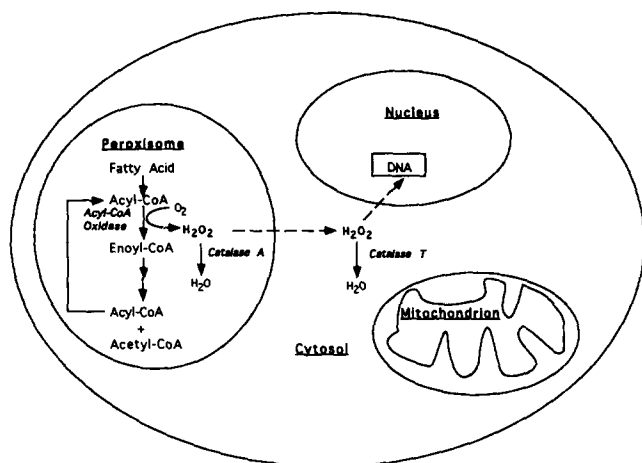 Peroxisome
Fatty Acid
Acyl-CoA
Acyl-CoA
Oxidase
O₂
H₂O₂
Catalase A
H₂O
Enoyl-CoA
Acyl-CoA
+
Acetyl-CoA
Nucleus
DNA
H₂O₂
Catalase T
H₂O
Mitochondrion
Cytosol